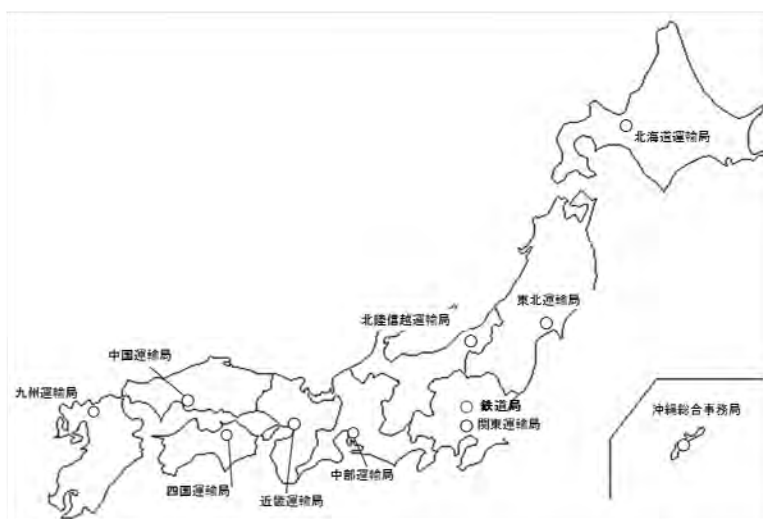 北海道運輸局
東北運輸局
北陸信越運輸局
中国運輸局
九州運輸局
鉄道局
沖縄総合事務局
関東運輸局
中部運輸局
四国運輸局
近畿運輸局